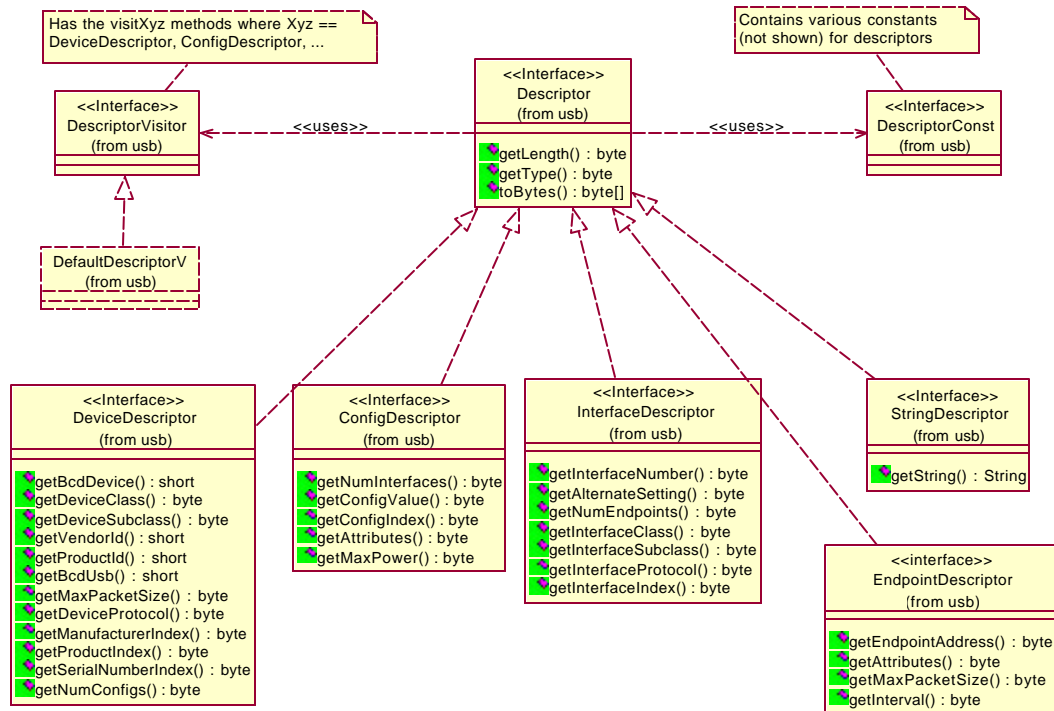 Has the visitXyz methods where Xyz ==
DeviceDescriptor, ConfigDescriptor, ...
Contains various constants
(not shown) for descriptors
<<Interface>>
DescriptorVisitor
(from usb)
<<uses>>
<<Interface>>
Descriptor
(from usb)
getLength() : byte
getType() : byte
toBytes() : byte[]
<<uses>>
<<Interface>>
DescriptorConst
(from usb)
DefaultDescriptorV
(from usb)
<<Interface>>
DeviceDescriptor
(from usb)
getBcdDevice() : short
getDeviceClass() : byte
getDeviceSubclass() : byte
getVendorId() : short
getProductId() : short
getBcdUsb() : short
getMaxPacketSize() : byte
getDeviceProtocol() : byte
getManufacturerIndex() : byte
getProductIndex() : byte
getSerialNumberIndex() : byte
getNumConfigs() : byte
<<Interface>>
ConfigDescriptor
(from usb)
getNumInterfaces() : byte
getConfigValue() : byte
getConfigIndex() : byte
getAttributes() : byte
getMaxPower() : byte
<<Interface>>
InterfaceDescriptor
(from usb)
getInterfaceNumber() : byte
getAlternateSetting() : byte
getNumEndpoints() : byte
getInterfaceClass() : byte
getInterfaceSubclass() : byte
getInterfaceProtocol() : byte
getInterfaceIndex() : byte
<<Interface>>
StringDescriptor
(from usb)
getString() : String
<<interface>>
EndpointDescriptor
(from usb)
getEndpointAddress() : byte
getAttributes() : byte
getMaxPacketSize() : byte
getInterval() : byte